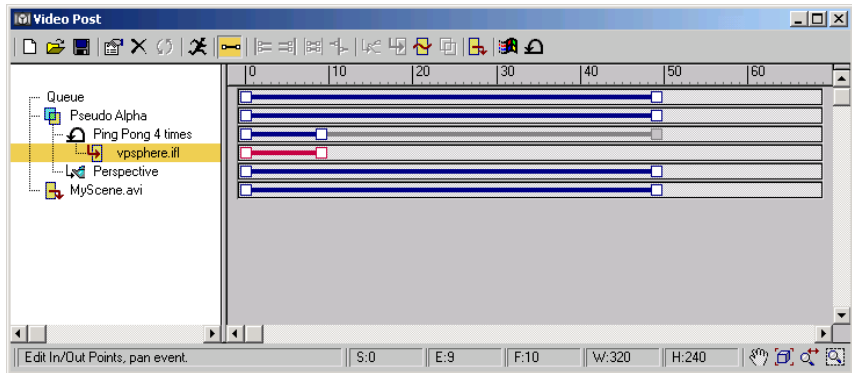 Video Post
0 10 20 30 40 50 60
Queue
Pseudo Alpha
Ping Pong 4 times
vpsphere.ifl
Perspective
MyScene.avi
Edit In/Out Points, pan event. S:0 E:9 F:10 W:320 H:240